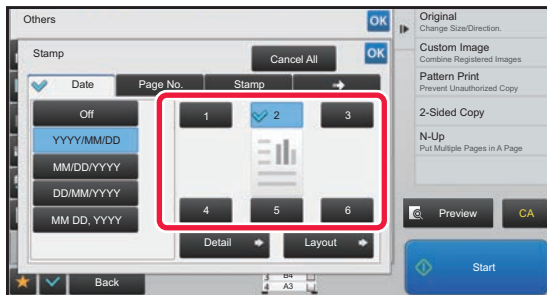 Others
OK
Stamp
Cancel All
OK
Date
Page No.
Stamp
Off
YYYY/MM/DD
MM/DD/YYYY
DD/MM/YYYY
MM DD, YYYY
1
2
3
4
5
6
Detail
Layout
Back
3 B4
4 A3
Original
Change Size/Direction.
Custom Image
Combine Registered Images
Pattern Print
Prevent Unauthorized Copy
2-Sided Copy
N-Up
Put Multiple Pages in A Page
Preview
CA
Start